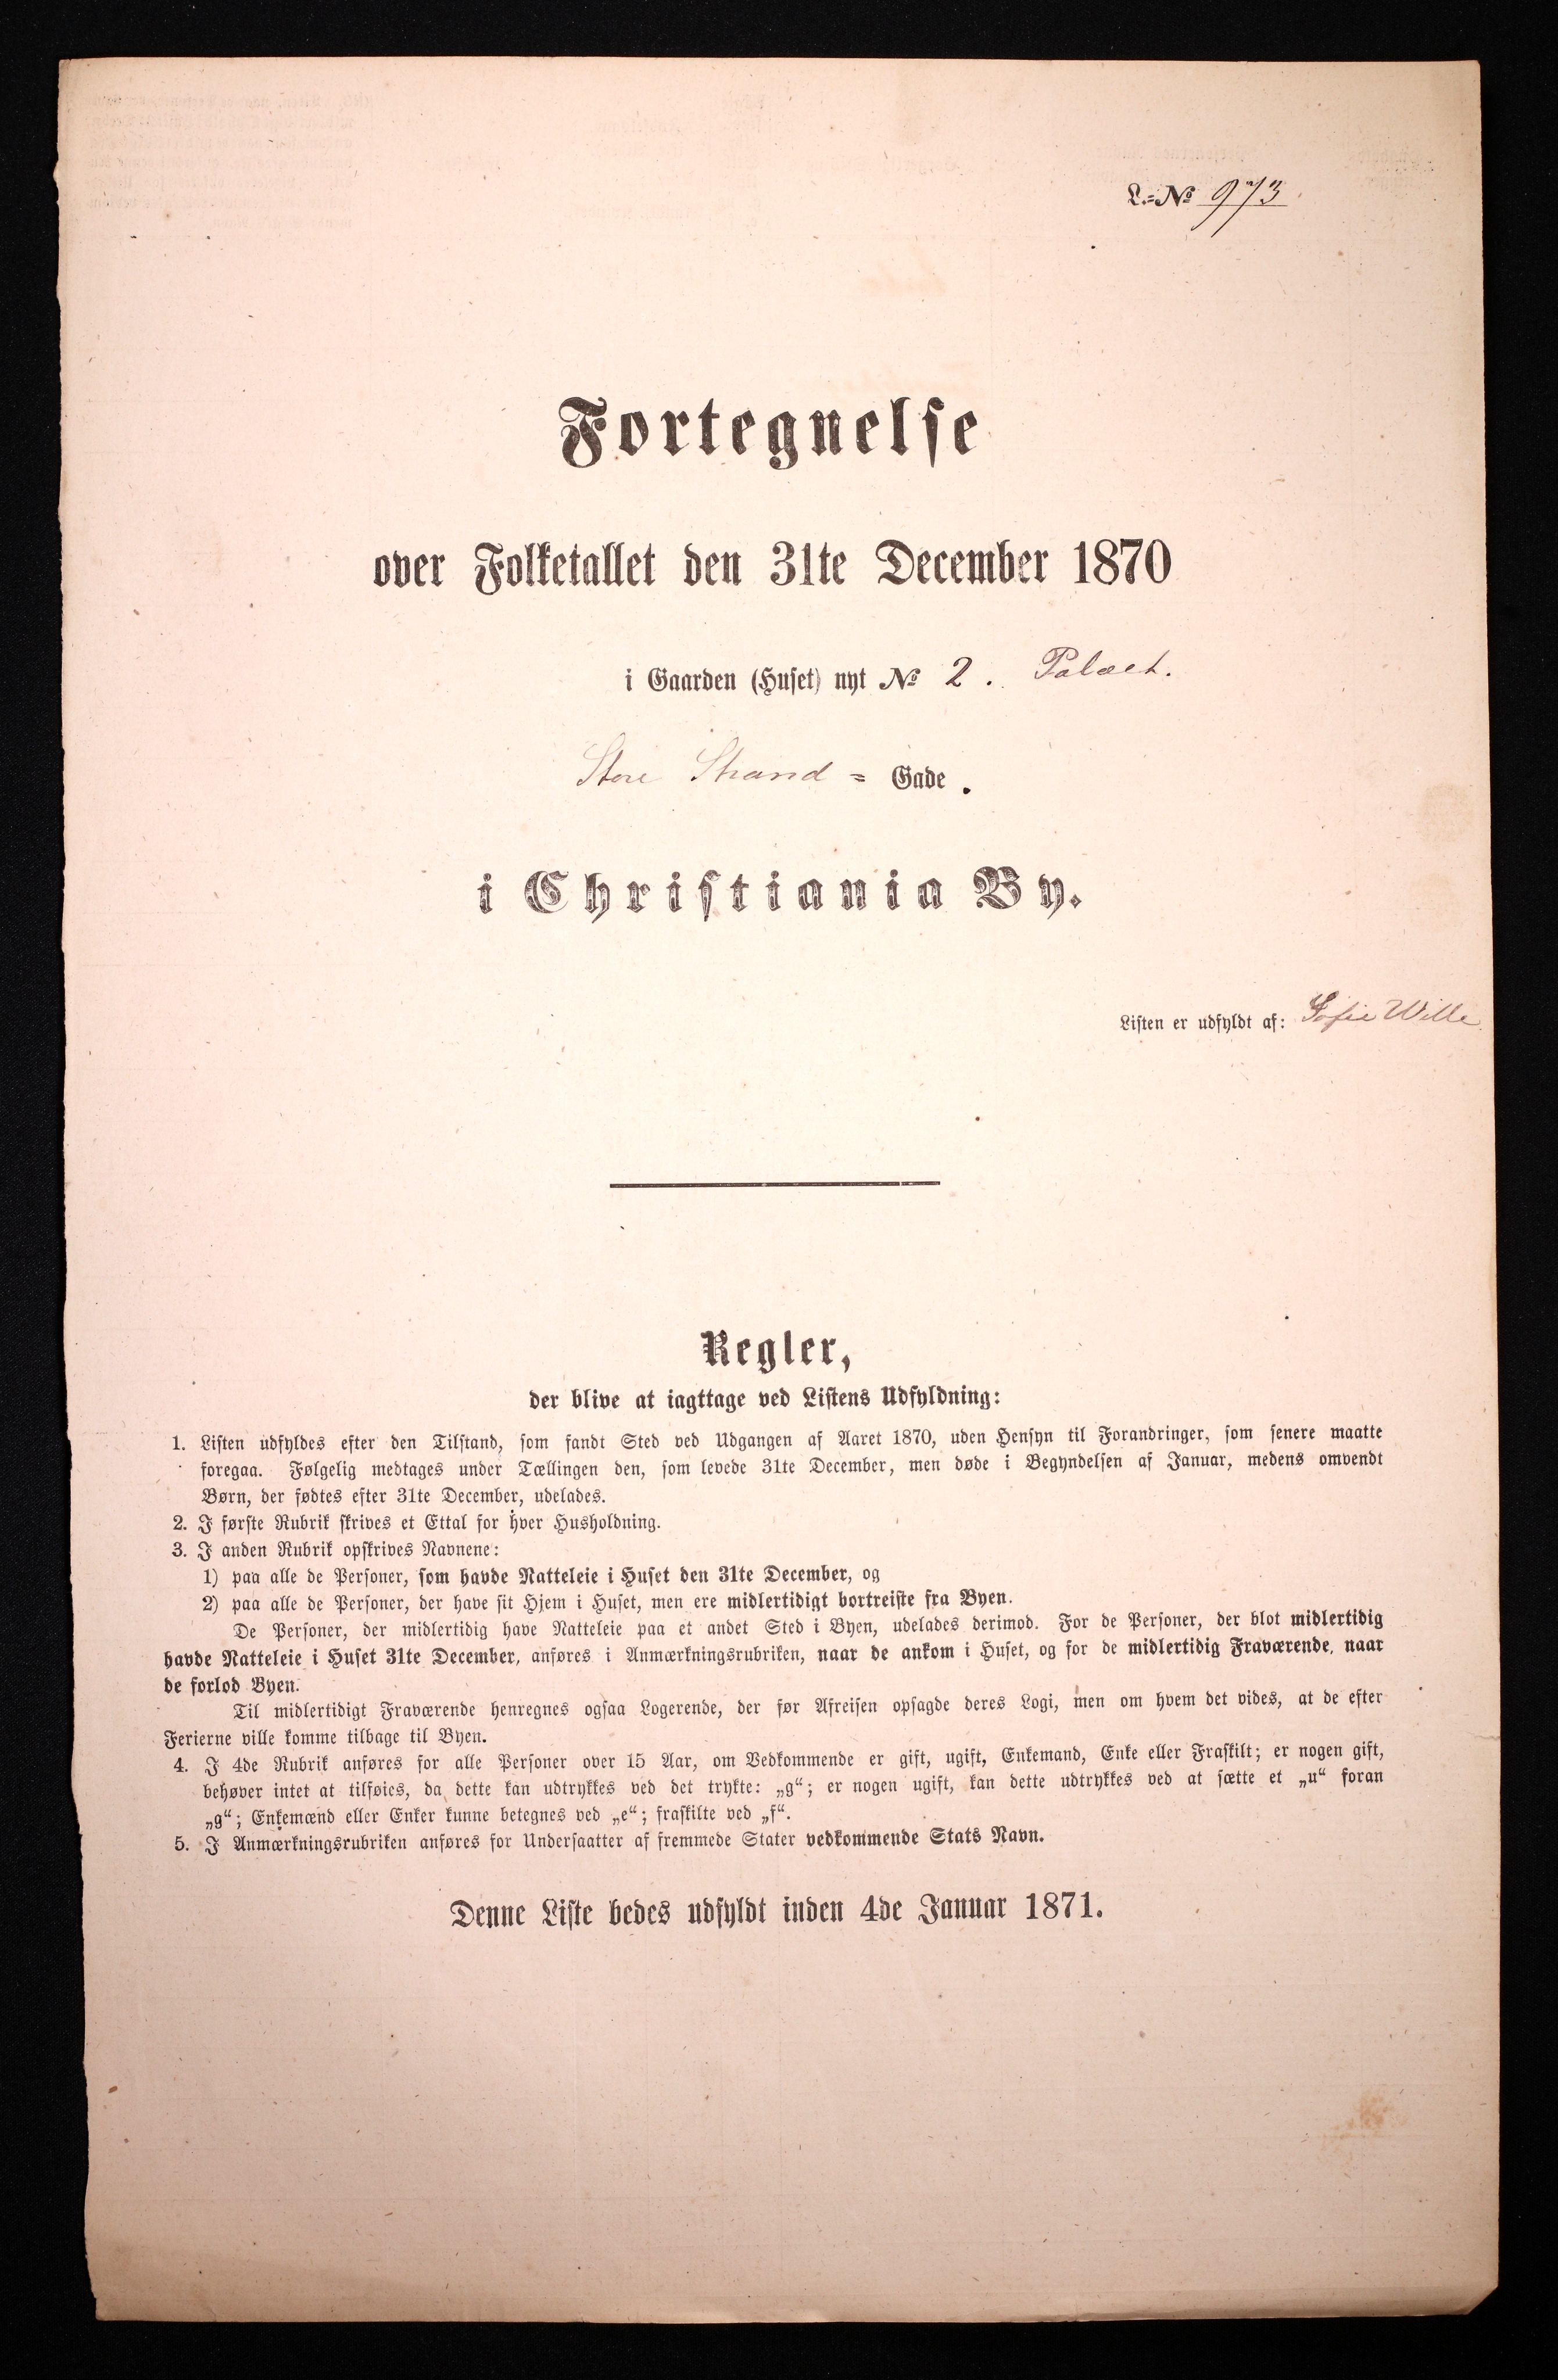 L.-No 973
Fortegnelse
over Folketallet den 31te December 1870
i Gaarden (Huset) nyt No 2. Palæet.
Store Strand = Gade.
i Christiania By.
Listen er udfyldt af: Sofie Wille
Regler,
der blive at iagttage ved Listens Udfyldning:
1. Listen udfyldes efter den Tilstand, som fandt Sted ved Udgangen af Aaret 1870, uden Hensyn til Forandringer, som senere maatte
foregaa. Følgelig medtages under Tællingen den, som levede 31te December, men døde i Begyndelsen af Januar, medens omvendt
Børn, der fødtes efter 31te December, udelades.
2. I første Rubrik skrives et Ettal for hver Husholdning.
3. I anden Rubrik opskrives Navnene:
1) paa alle de Personer, som havde Natteleie i Huset den 31te December, og
2) paa alle de Personer, der have sit Hjem i Huset, men ere midlertidigt bortreiste fra Byen.
De Personer, der midlertidig have Natteleie paa et andet Sted i Byen, udelades derimod. For de Personer, der blot midlertidig
havde Natteleie i Huset 31te December, anføres i Anmærkningsrubriken, naar de ankom i Huset, og for de midlertidig Fraværende, naar
de forlod Byen.
Til midlertidigt Fraværende henregnes ogsaa Logerende, der før Afreisen opsagde deres Logi, men om hvem det vides, at de efter
Ferierne ville komme tilbage til Byen.
4. I 4de Rubrik anføres for alle Personer over 15 Aar, om Vedkommende er gift, ugift, Enkemand, Enke eller Fraskilt; er nogen gift,
behøver intet at tilføies, da dette kan udtrykkes ved det trykte: „g“; er nogen ugift, kan dette udtrykkes ved at sætte et „u“ foran
„g“; Enkemænd eller Enker kunne betegnes ved „e“; fraskilte ved „f“.
5. I Anmærkningsrubriken anføres for Undersaatter af fremmede Stater vedkommende Stats Navn.
Denne Liste bedes udfyldt inden 4de Januar 1871.